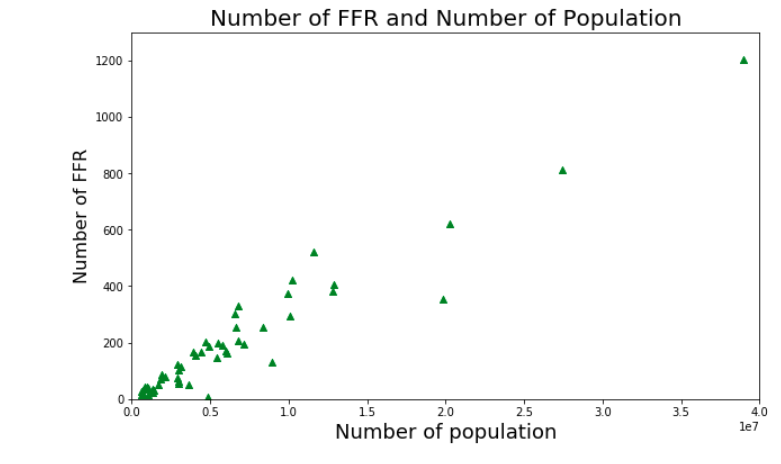 Number of FFR and Number of Population
1200
1000
800
600
400
200
0
Number of FFR
0.0 0.5 1.0 1.5 2.0 2.5 3.0 3.5 4.0
1e7
Number of population